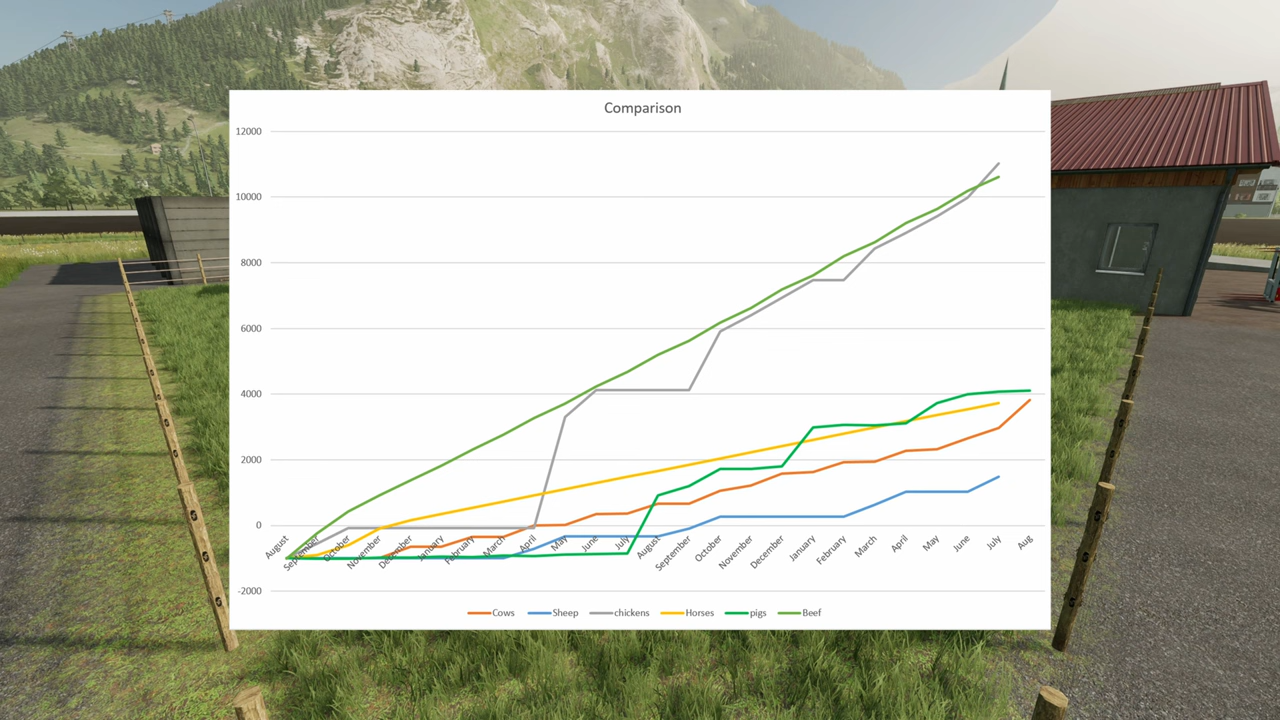 Comparison
12000
10000
8000
6000
4000
2000
0
-2000
August
September
October
November
December
January
February
March
April
May
June
July
August
September
October
November
December
January
February
March
April
May
June
July
Aug
Cows Sheep chickens Horses pigs Beef